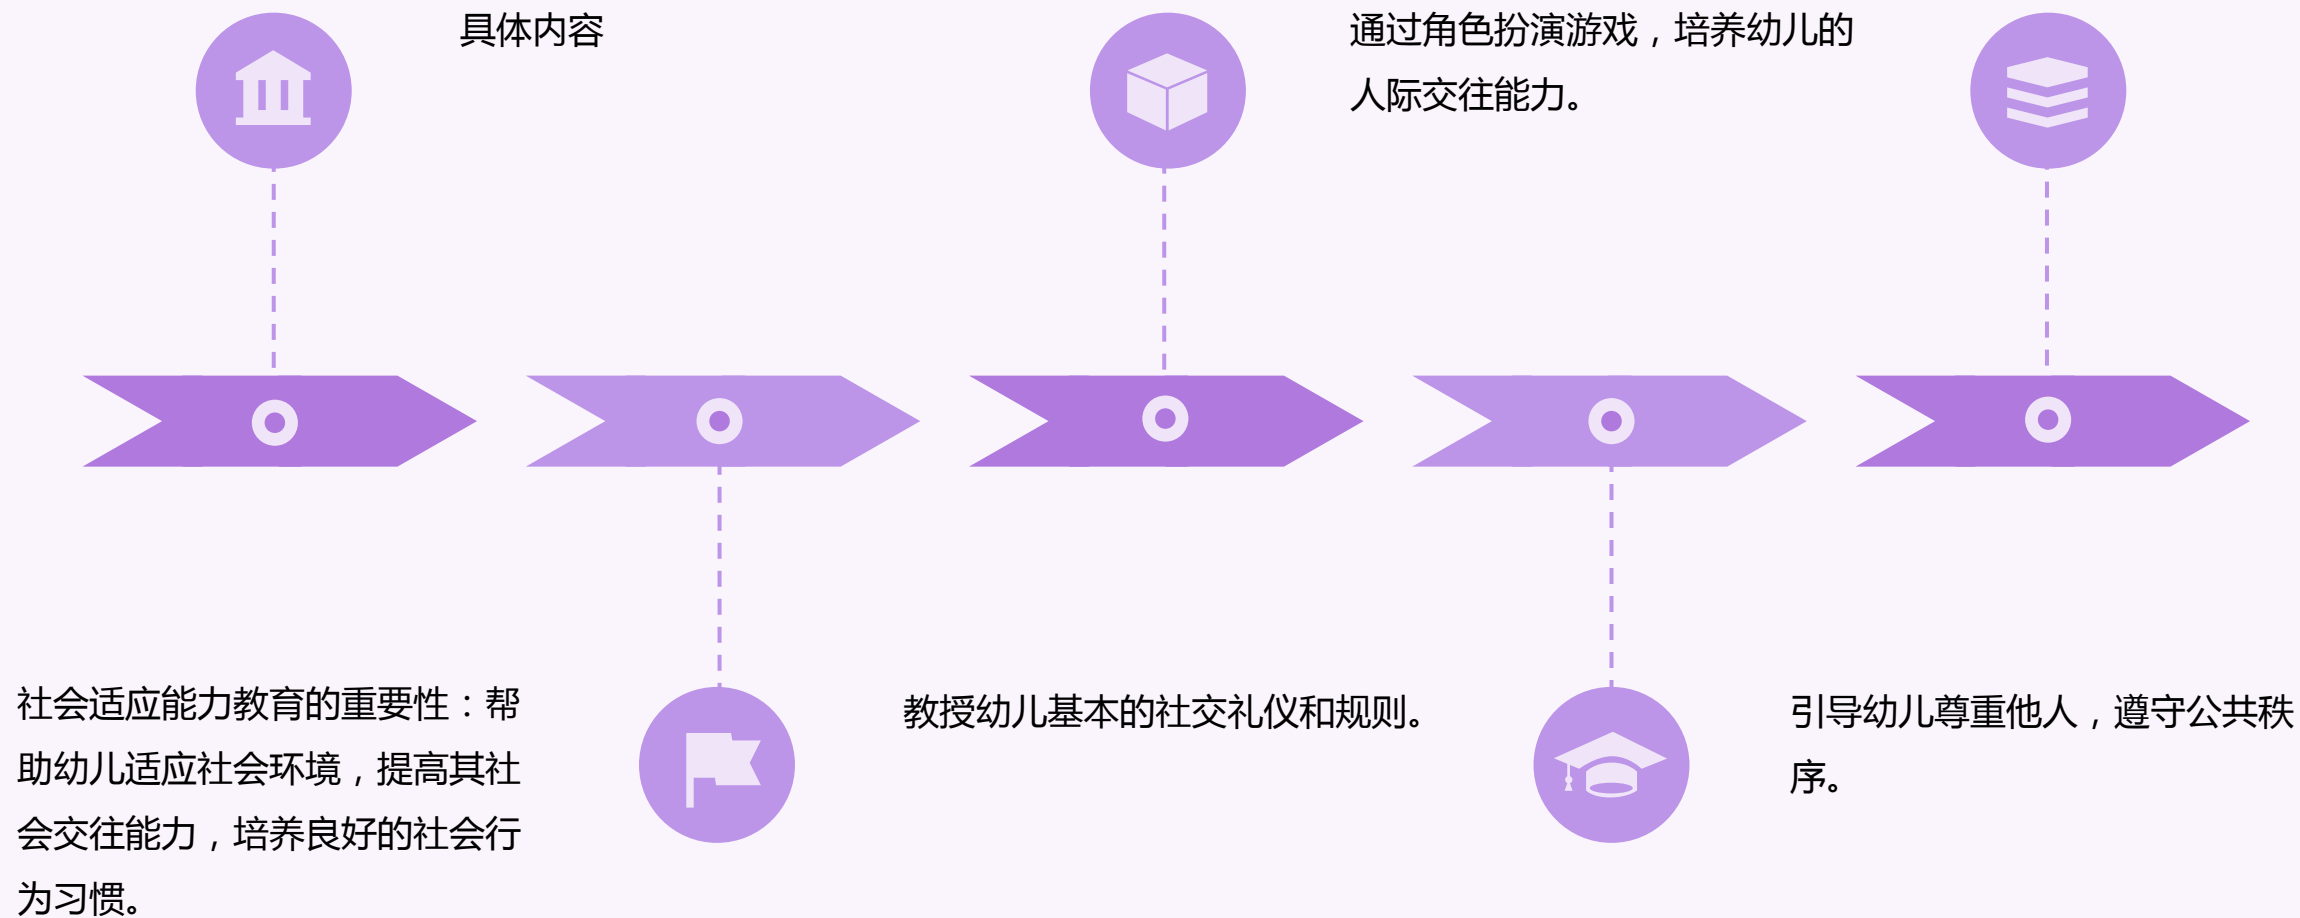 社会适应能力教育的重要性：帮
助幼儿适应社会环境，提高其社
会交往能力，培养良好的社会行
为习惯。
具体内容
教授幼儿基本的社交礼仪和规则。
通过角色扮演游戏，培养幼儿的
人际交往能力。
引导幼儿尊重他人，遵守公共秩
序。